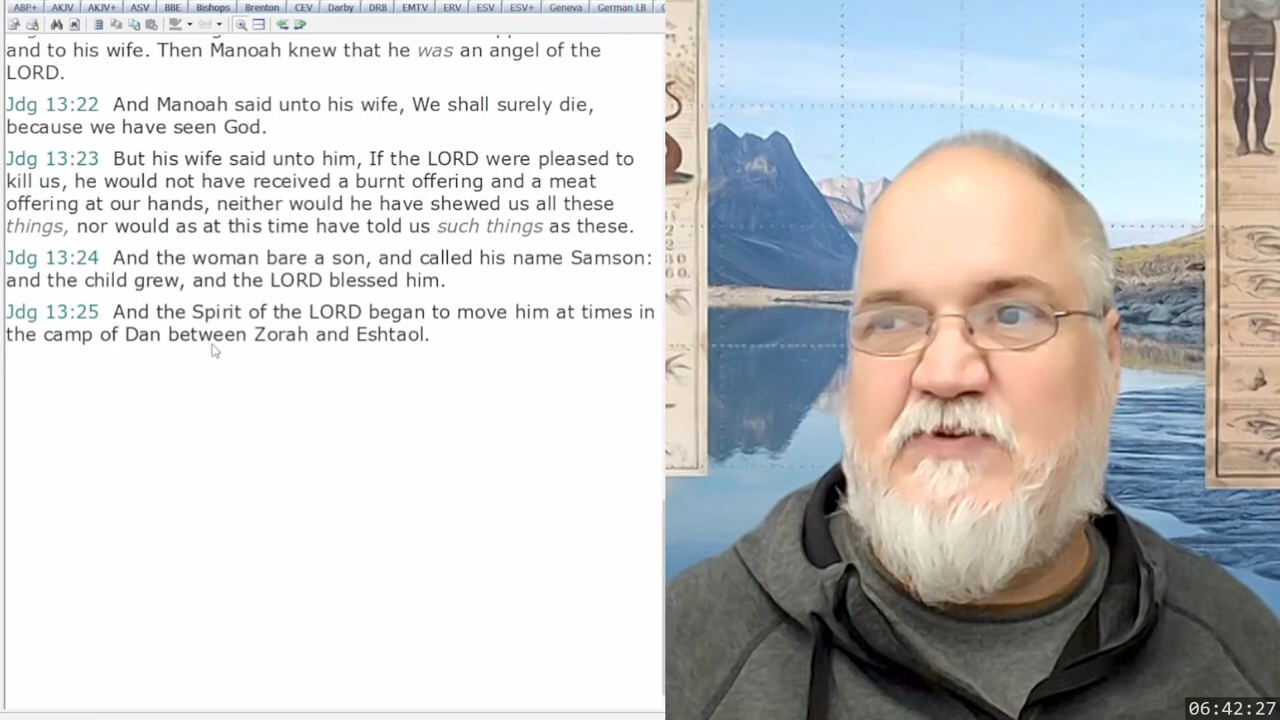 ABP+ AKJV AKJV+ ASV BBE Bishops Brenton CEV Darby DRB EMTV ERV ESV ESV+ Geneva German LB
and to his wife. Then Manoah knew that he was an angel of the
LORD.
Jdg 13:22 And Manoah said unto his wife, We shall surely die,
because we have seen God.
Jdg 13:23 But his wife said unto him, If the LORD were pleased to
kill us, he would not have received a burnt offering and a meat
offering at our hands, neither would he have shewed us all these
things, nor would as at this time have told us such things as these.
Jdg 13:24 And the woman bare a son, and called his name Samson:
and the child grew, and the LORD blessed him.
Jdg 13:25 And the Spirit of the LORD began to move him at times in
the camp of Dan between Zorah and Eshtaol.
06:42:27